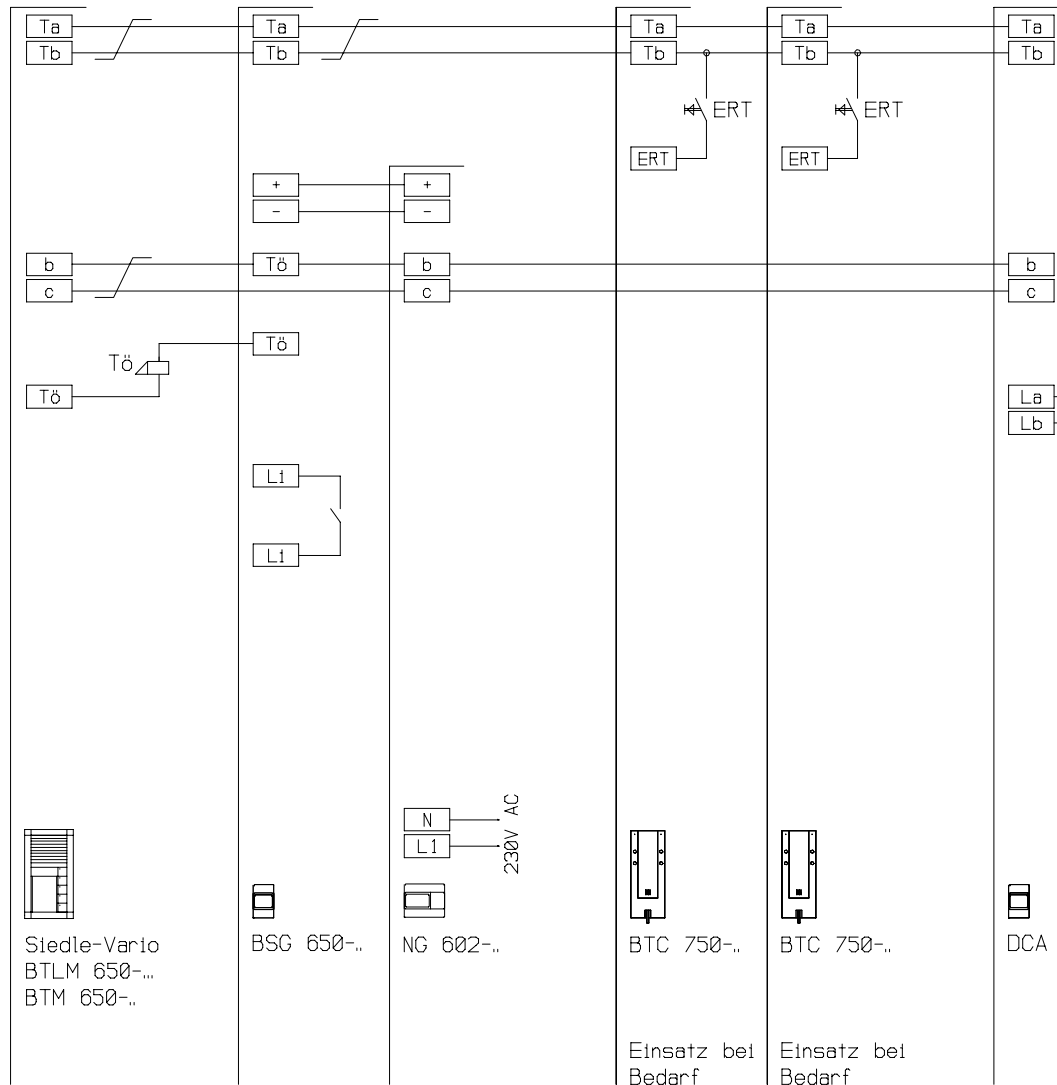 Ta Ta Ta Ta Ta
Tb Tb Tb Tb Tb
ERT ERT
ERT ERT
+ +
- -
b Tö b b
c c c
Tö
Tö
Tö La
Lb
Li
Li
N
L1
230V AC
Siedle-Vario
BTLM 650-...
BTM 650-..
BSG 650-..
NG 602-..
BTC 750-..
BTC 750-..
DCA
Einsatz bei
Bedarf
Einsatz bei
Bedarf